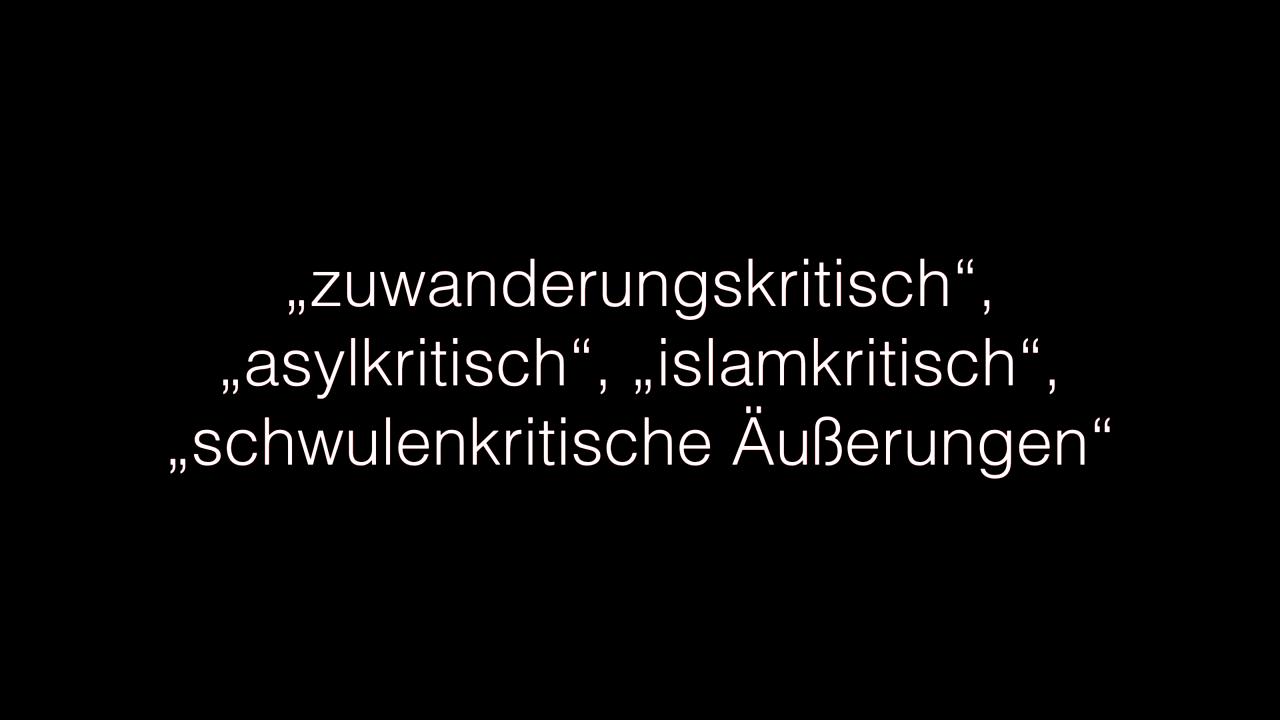 „zuwanderungskritisch“,
„asylkritisch“, „islamkritisch“,
„schwulenkritische Äußerungen“